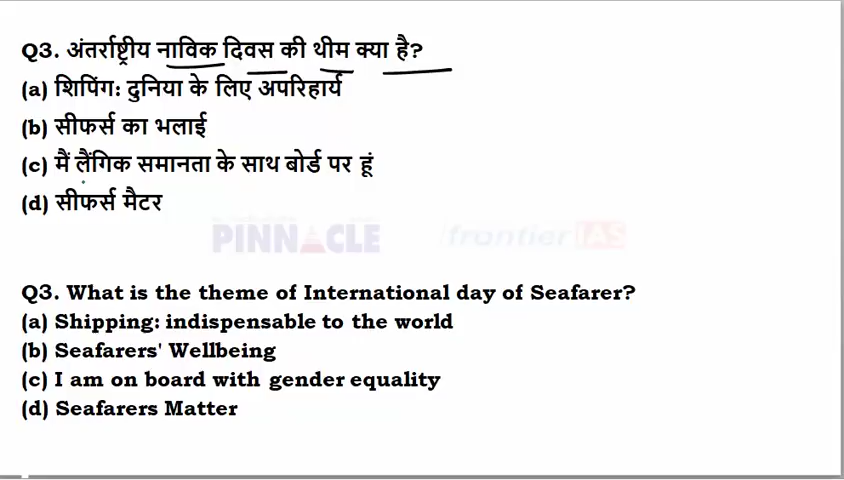 Q3. अंतर्राष्ट्रीय नाविक दिवस की थीम क्या है?
(a) शिपिंग: दुनिया के लिए अपरिहार्य
(b) सीफर्स का भलाई
(c) मैं लैंगिक समानता के साथ बोर्ड पर हूं
(d) सीफर्स मैटर
PINNACLE frontier IAS
Q3. What is the theme of International day of Seafarer?
(a) Shipping: indispensable to the world
(b) Seafarers' Wellbeing
(c) I am on board with gender equality
(d) Seafarers Matter